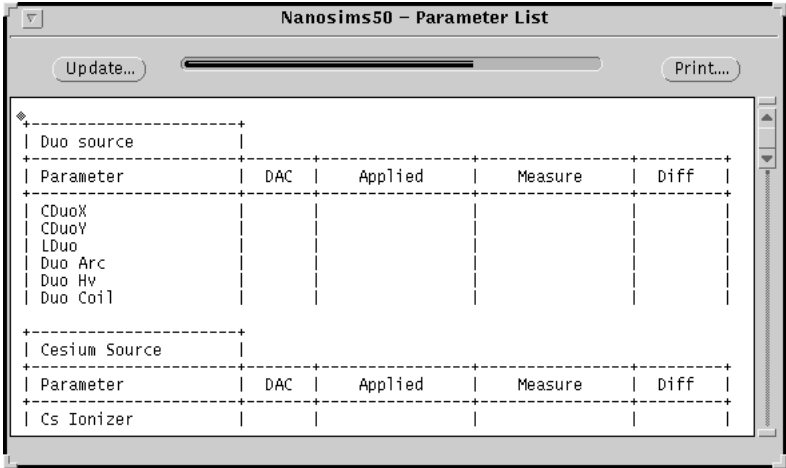 Nanosims50 – Parameter List
Update...
Print....
+-----------------------+
| Duo source |
+-----------------------+-------+---------------+---------------+---------+
| Parameter | DAC | Applied | Measure | Diff |
+-----------------------+-------+---------------+---------------+---------+
| CDuoX | | | | |
| CDuoY | | | | |
| LDuo | | | | |
| Duo Arc | | | | |
| Duo Hv | | | | |
| Duo Coil | | | | |
+-----------------------+
| Cesium Source |
+-----------------------+-------+---------------+---------------+---------+
| Parameter | DAC | Applied | Measure | Diff |
+-----------------------+-------+---------------+---------------+---------+
| Cs Ionizer | | | | |